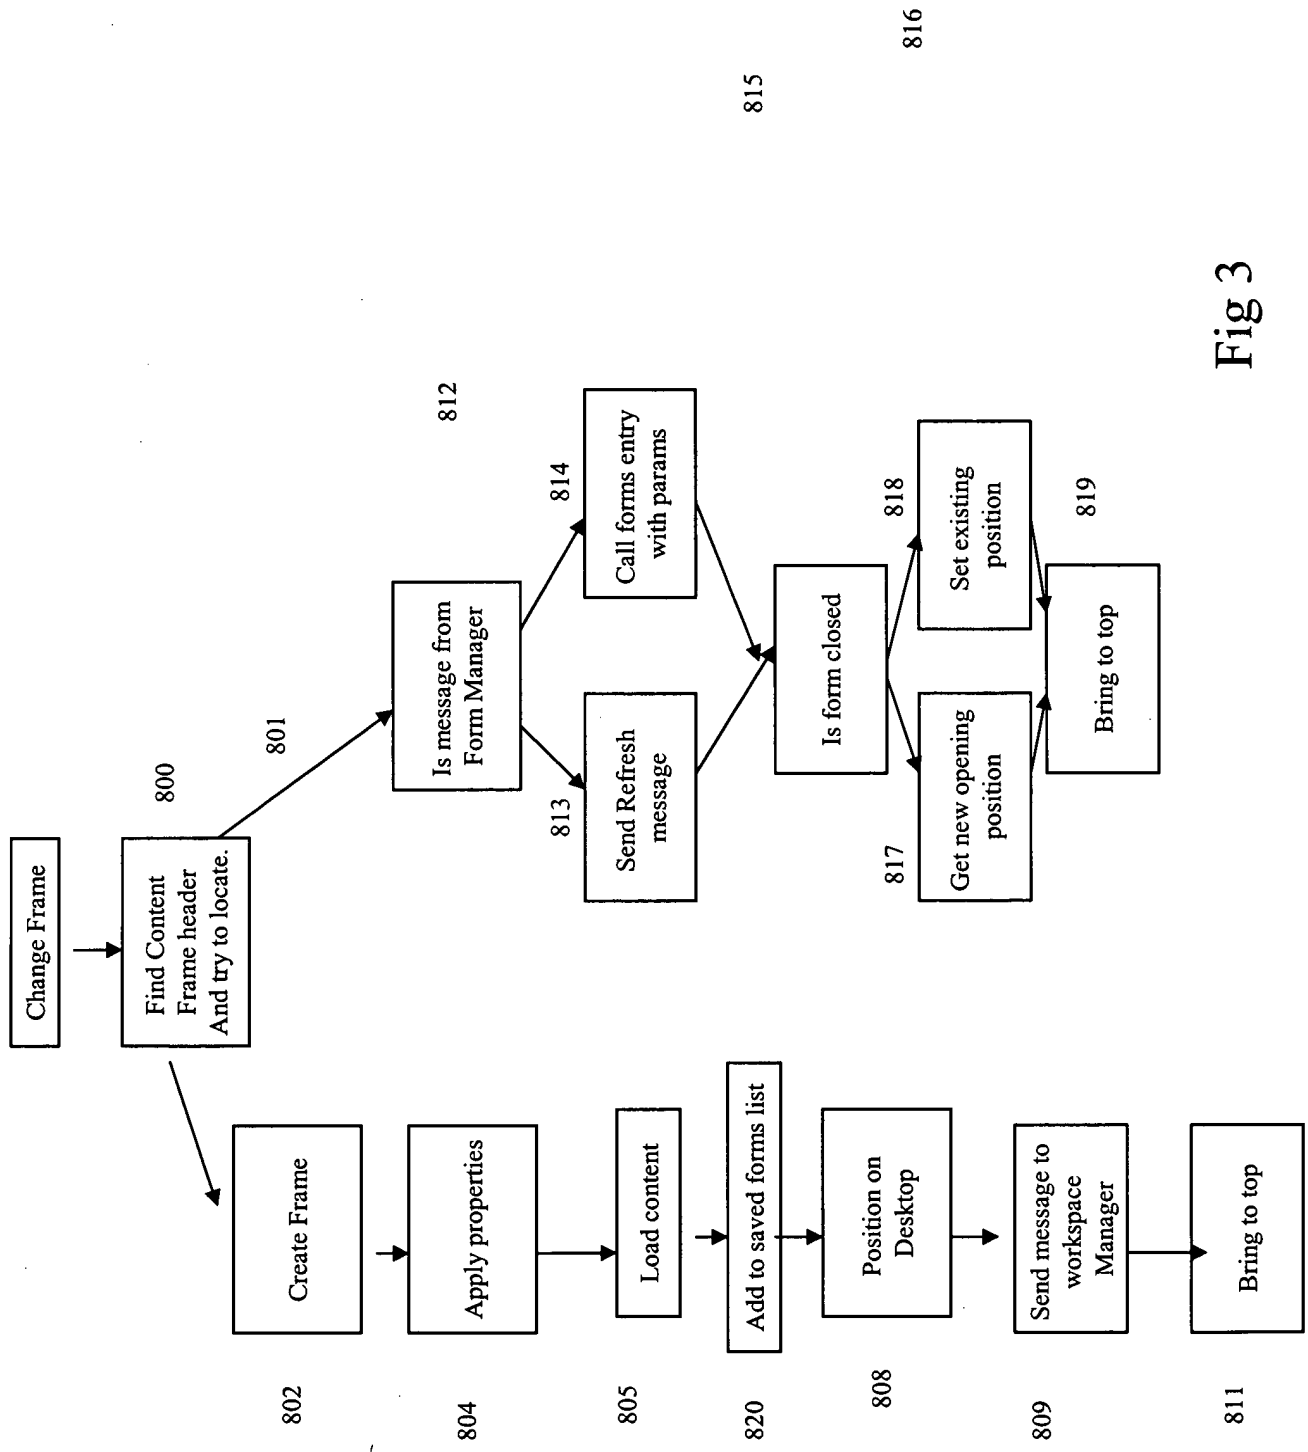 Change Frame
800
Find Content
Frame header
And try to locate.
801
802
Create Frame
804
Apply properties
805
Load content
820
Add to saved forms list
808
Position on
Desktop
809
Send message to
workspace
Manager
811
Bring to top
812
Is message from
Form Manager
813
Send Refresh
message
814
Call forms entry
with params
815
Is form closed
816
817
Get new opening
position
818
Set existing
position
819
Bring to top
Fig 3